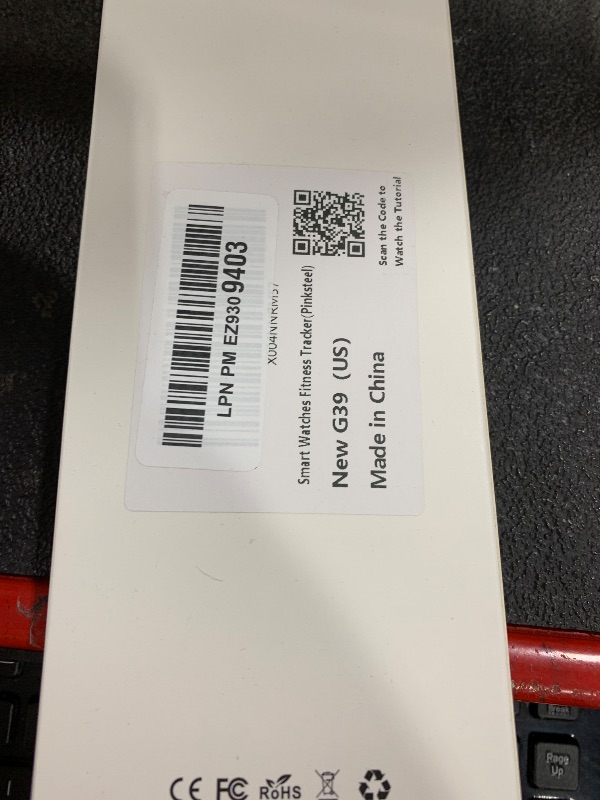 LPN PM EZ930 9403
Smart Watches Fitness Tracker(Pinksteel)
New G39 (US)
Made in China
Scan the Code to
Watch the Tutorial
CE FC RoHS
Page
Up